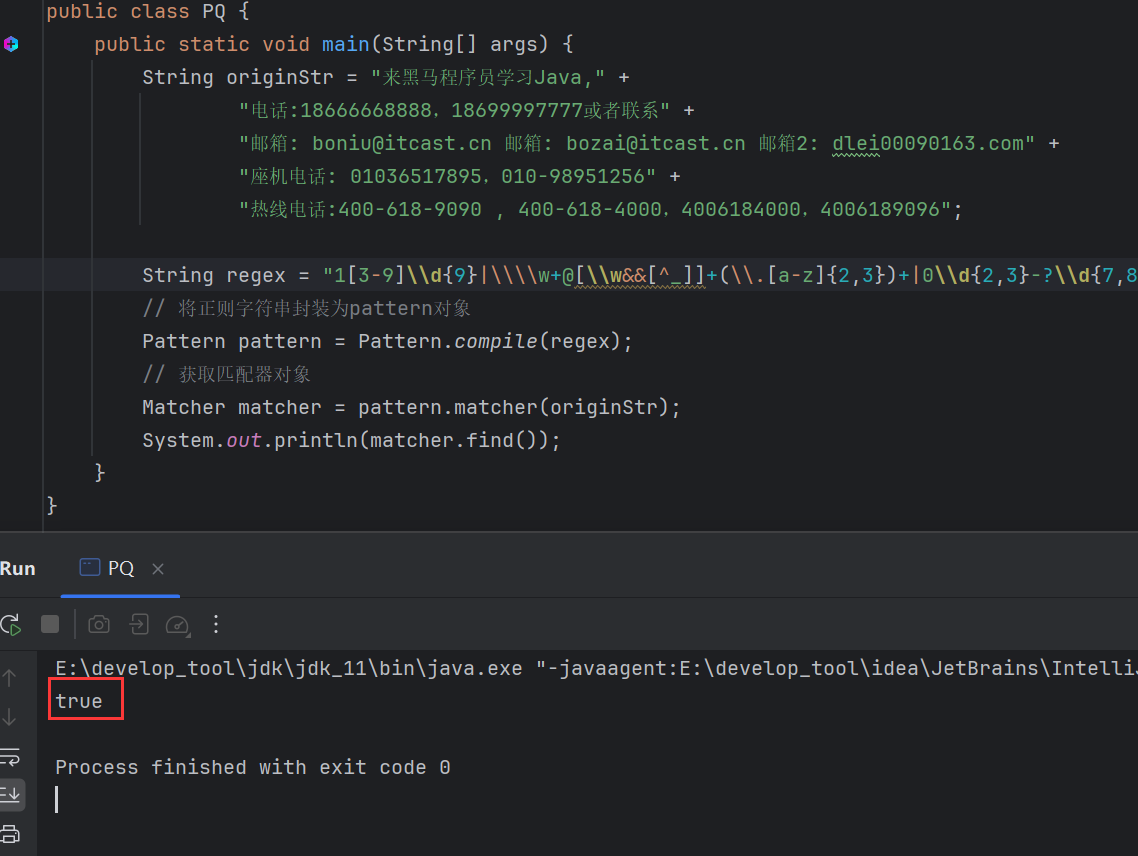 public class PQ {
public static void main(String[] args) {
String originStr = "来黑马程序员学习Java," +
"电话:18666668888，18699997777或者联系" +
"邮箱: boniu@itcast.cn 邮箱: bozai@itcast.cn 邮箱2: dlei00090163.com" +
"座机电话: 01036517895，010-98951256" +
"热线电话:400-618-9090 , 400-618-4000，4006184000，4006189096";
String regex = "1[3-9]\\d{9}|\\\\w+@[\\w&&[^_]]+(\\.[a-z]{2,3})+|0\\d{2,3}-?\\d{7,8
// 将正则字符串封装为pattern对象
Pattern pattern = Pattern.compile(regex);
// 获取匹配器对象
Matcher matcher = pattern.matcher(originStr);
System.out.println(matcher.find());
}
}
Run PQ
E:\develop_tool\jdk\jdk_11\bin\java.exe "-javaagent:E:\develop_tool\idea\JetBrains\IntelliJ
true
Process finished with exit code 0